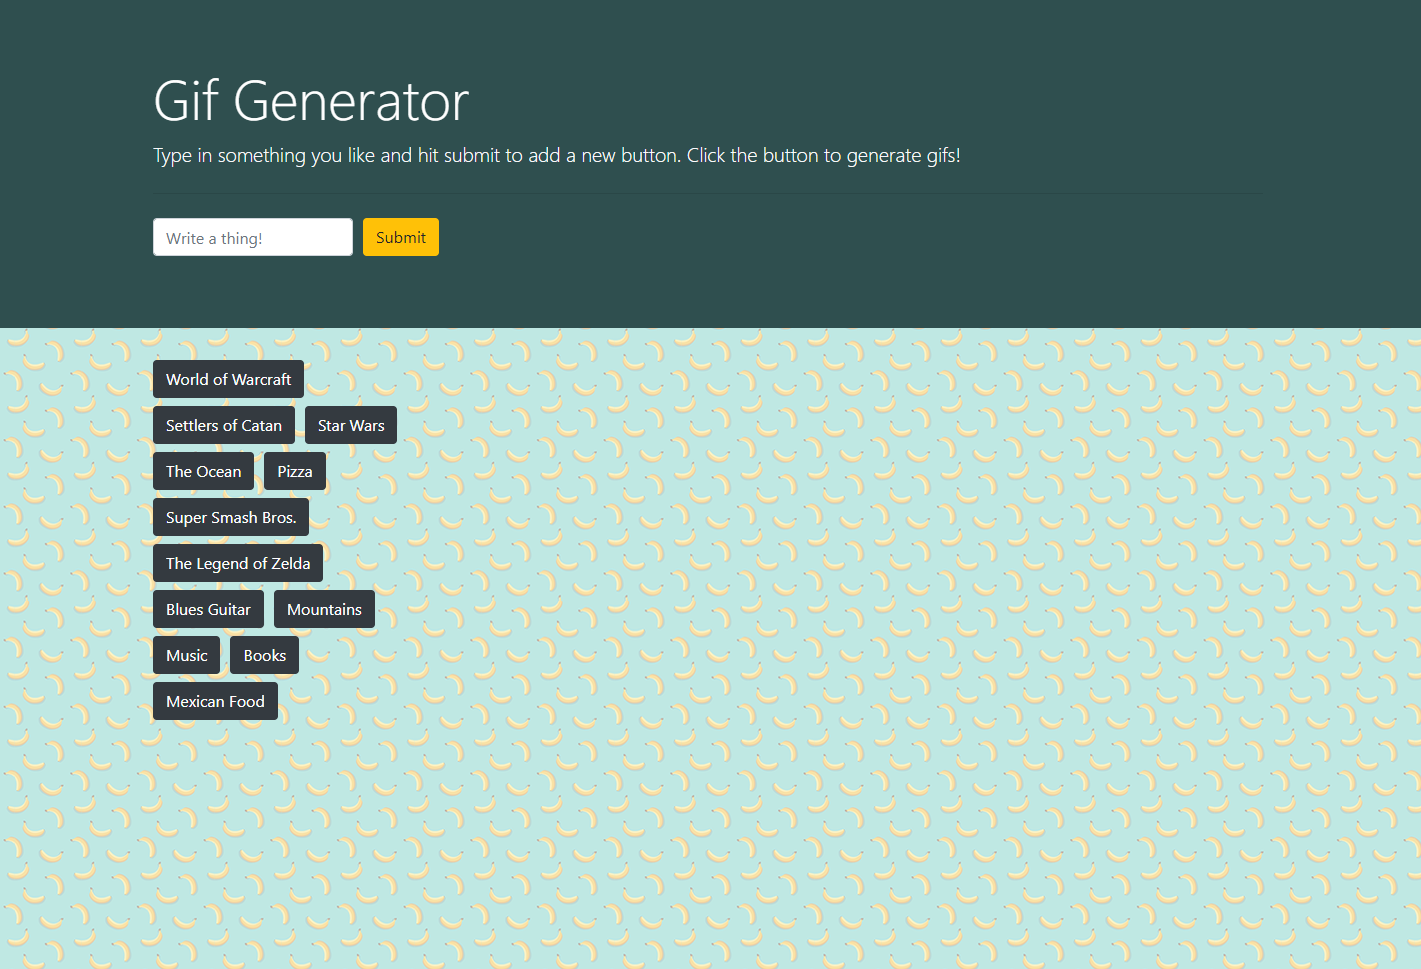 Gif Generator
Type in something you like and hit submit to add a new button. Click the button to generate gifs!
Write a thing! Submit
World of Warcraft
Settlers of Catan Star Wars
The Ocean Pizza
Super Smash Bros.
The Legend of Zelda
Blues Guitar Mountains
Music Books
Mexican Food